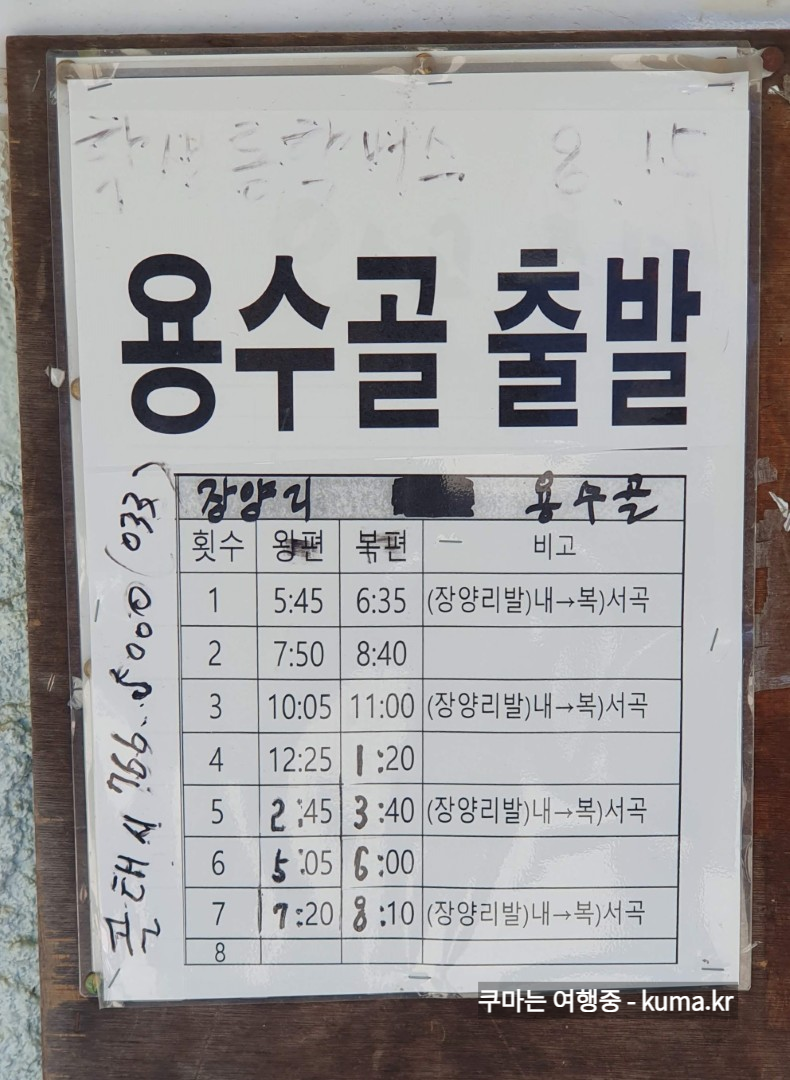 학생통학버스 8 15
용수골 출발
콜택시 766-5000 (033)
장양리 용수골
횟수 왕편 복편 비고
1 5:45 6:35 (장양리발)내→복)서곡
2 7:50 8:40
3 10:05 11:00 (장양리발)내→복)서곡
4 12:25 1:20
5 2:45 3:40 (장양리발)내→복)서곡
6 5:05 6:00
7 7:20 8:10 (장양리발)내→복)서곡
8
쿠마는 여행중 - kuma.kr